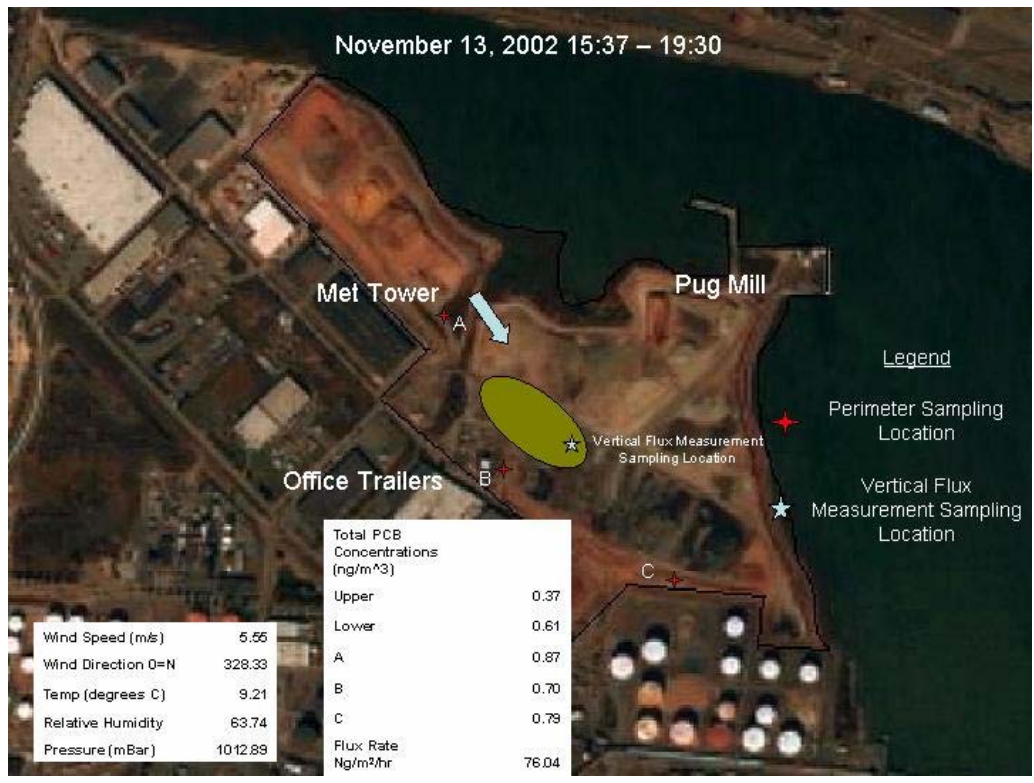 November 13, 2002 15:37 – 19:30
Met Tower
A
Pug Mill
Legend
Perimeter Sampling
Location
Vertical Flux Measurement
Sampling Location
B
Office Trailers
Vertical Flux
Measurement Sampling
Location
C
Total PCB
Concentrations
(ng/m^3)
Upper 0.37
Lower 0.61
A 0.87
B 0.70
C 0.79
Flux Rate
Ng/m²/hr 76.04
Wind Speed (m/s) 5.55
Wind Direction 0=N 328.33
Temp (degrees C) 9.21
Relative Humidity 63.74
Pressure (mBar) 1012.89